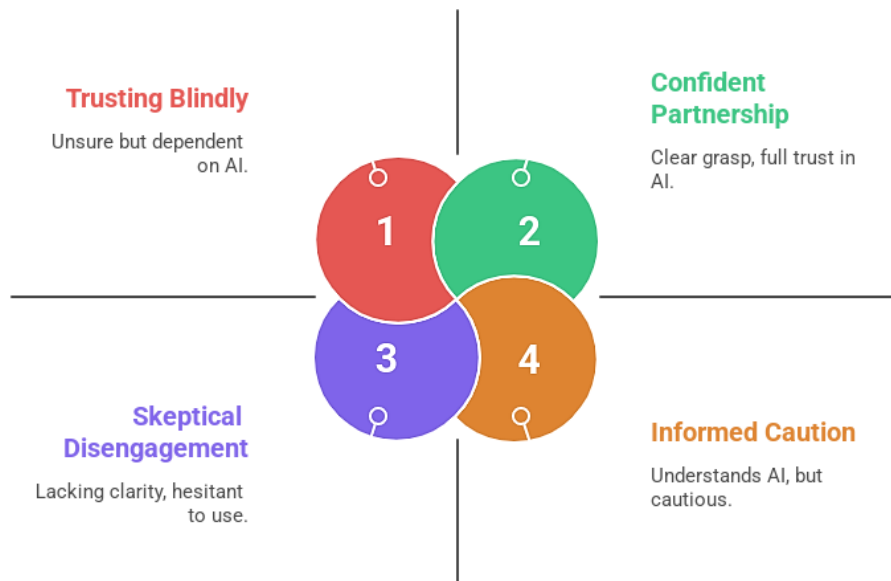 Trusting Blindly
Unsure but dependent
on AI.
Confident
Partnership
Clear grasp, full trust in
AI.
1
2
3
4
Skeptical
Disengagement
Lacking clarity, hesitant
to use.
Informed Caution
Understands AI, but
cautious.